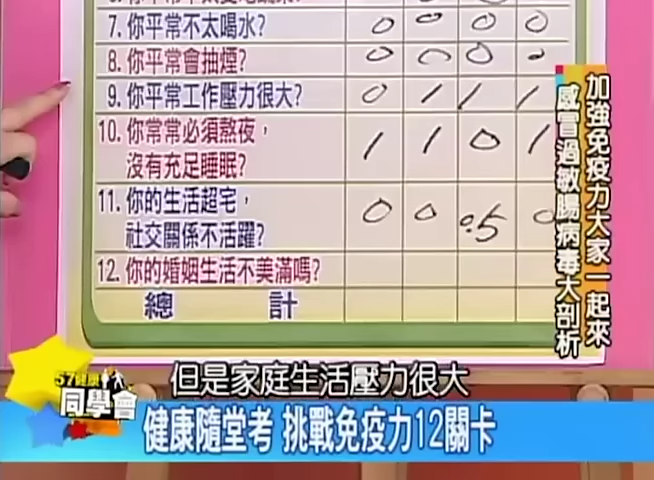 7. 你平常不太喝水? 0 0 0 0
8. 你平常會抽煙? 0 0 0
9. 你平常工作壓力很大? 0 1 1 1
10. 你常常必須熬夜，
沒有充足睡眠? 1 1 0 1
11. 你的生活超宅，
社交關係不活躍? 0 0 0.5 0
12. 你的婚姻生活不美滿嗎?
總計
加強免疫力大家一起來
感冒過敏腸病毒大剖析
但是家庭生活壓力很大
57健康
同學會
健康隨堂考 挑戰免疫力12關卡